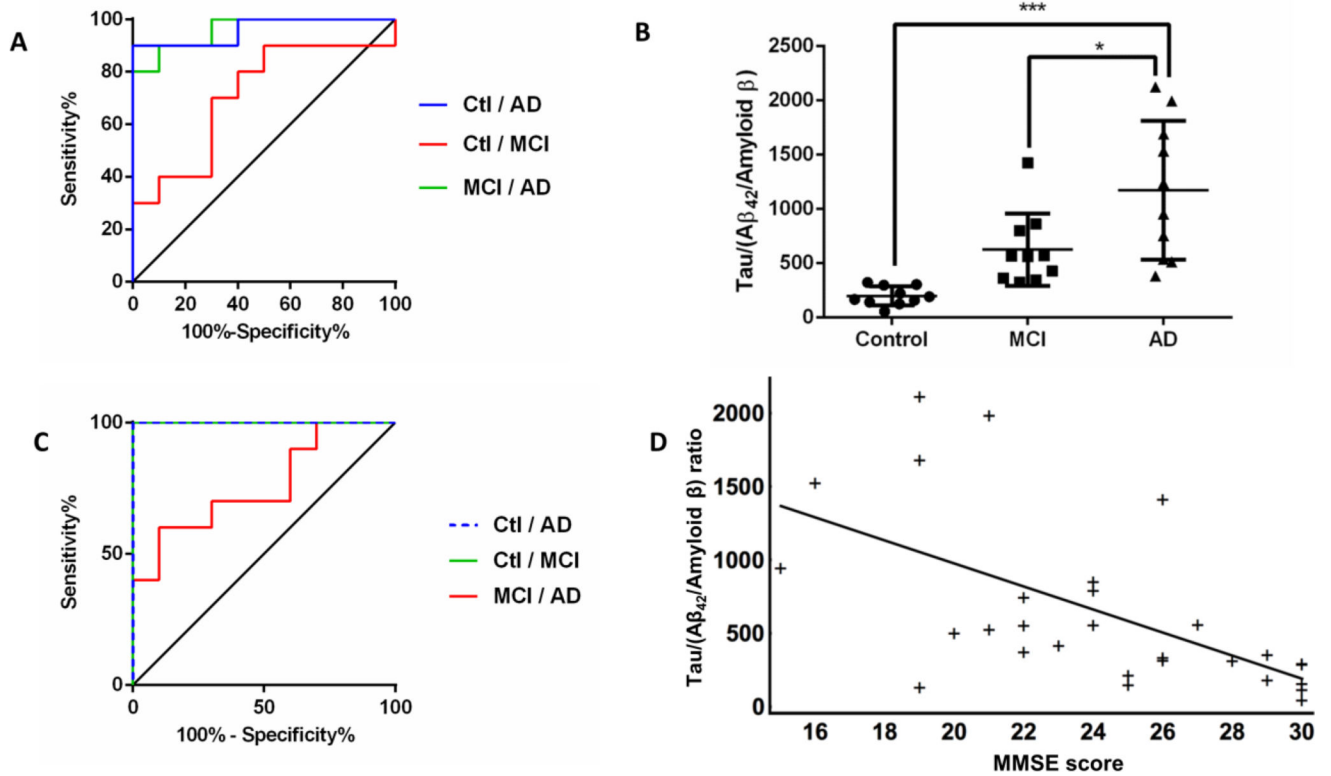 A
Sensitivity%
100
80
60
40
20
0
0 20 40 60 80 100
100%-Specificity%
Ctl / AD
Ctl / MCI
MCI / AD
B
***
*
Tau/(Aβ42/Amyloid β)
2500
2000
1500
1000
500
0
Control MCI AD
C
Sensitivity%
100
50
0
0 50 100
100% - Specificity%
Ctl / AD
Ctl / MCI
MCI / AD
D
Tau/(Aβ42/Amyloid β) ratio
2000
1500
1000
500
0
16 18 20 22 24 26 28 30
MMSE score